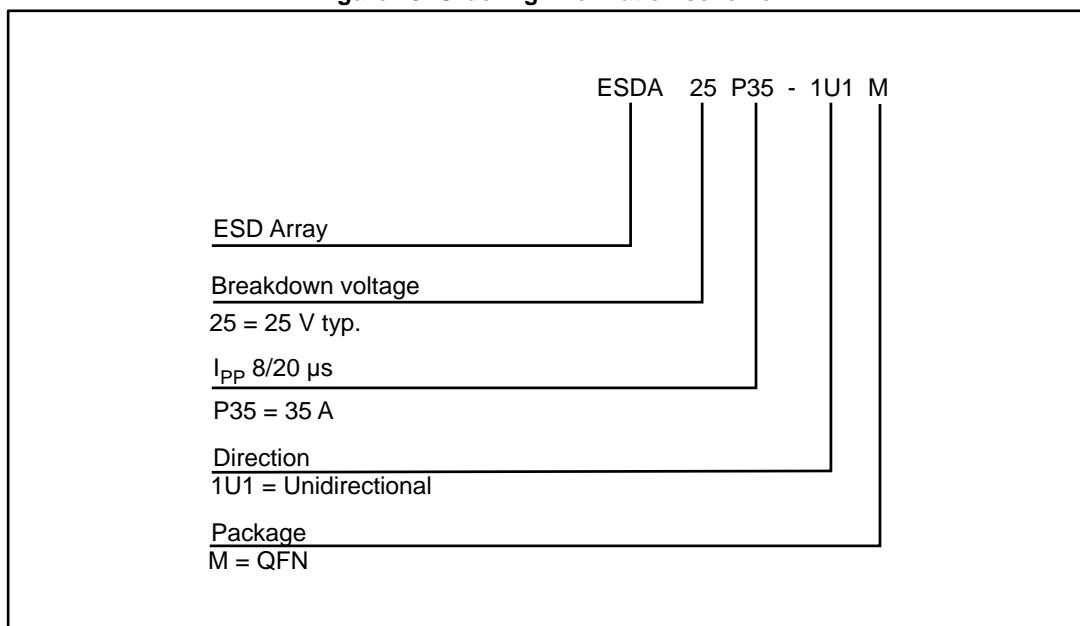 ESDA 25 P35 - 1U1 M
ESD Array
Breakdown voltage
25 = 25 V typ.
IPP 8/20 µs
P35 = 35 A
Direction
1U1 = Unidirectional
Package
M = QFN